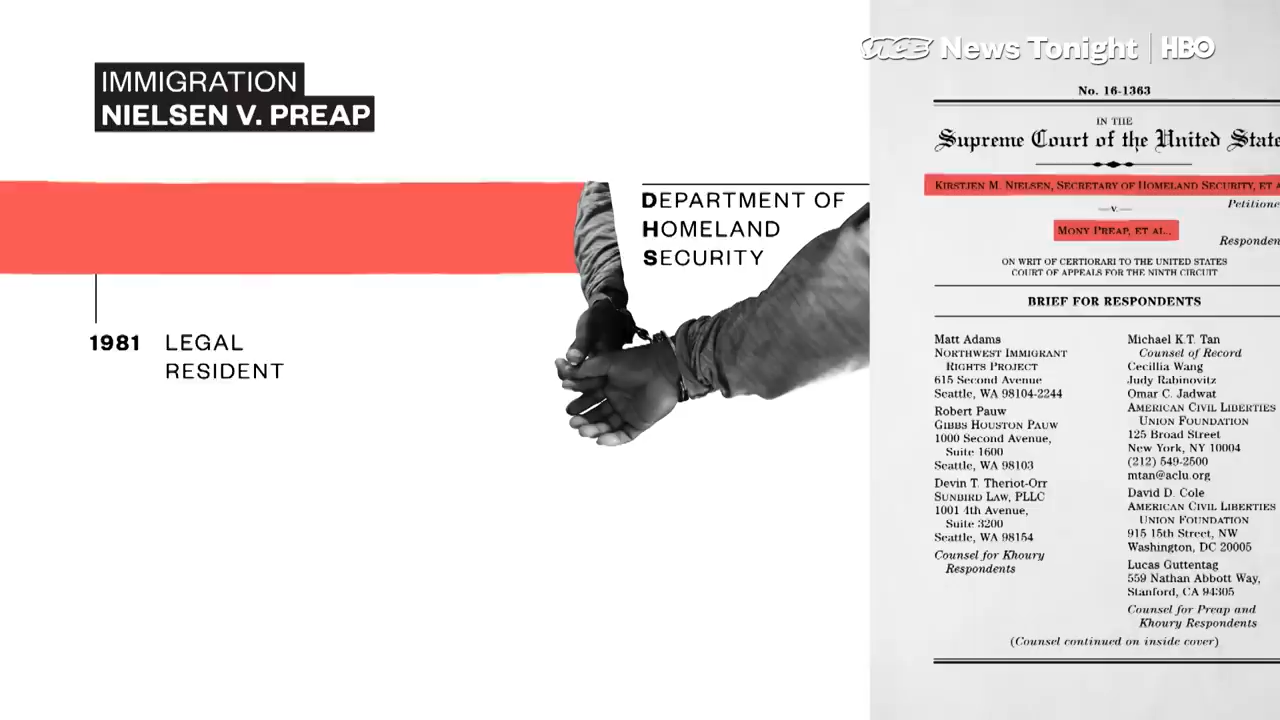 IMMIGRATION
NIELSEN V. PREAP
DEPARTMENT OF
HOMELAND
SECURITY
1981 LEGAL
RESIDENT
VICE News Tonight | HBO
No. 16-1363
IN THE
Supreme Court of the United State
KIRSTJEN M. NIELSEN, SECRETARY OF HOMELAND SECURITY, ET A
Petitione
—v.—
MONY PREAP, ET AL.,
Responden
ON WRIT OF CERTIORARI TO THE UNITED STATES
COURT OF APPEALS FOR THE NINTH CIRCUIT
BRIEF FOR RESPONDENTS
Matt Adams
NORTHWEST IMMIGRANT
RIGHTS PROJECT
615 Second Avenue
Seattle, WA 98104-2244
Robert Pauw
GIBBS HOUSTON PAUW
1000 Second Avenue,
Suite 1600
Seattle, WA 98103
Devin T. Theriot-Orr
SUNBIRD LAW, PLLC
1001 4th Avenue,
Suite 3200
Seattle, WA 98154
Counsel for Khoury
Respondents
Michael K.T. Tan
Counsel of Record
Cecillia Wang
Judy Rabinovitz
Omar C. Jadwat
AMERICAN CIVIL LIBERTIES
UNION FOUNDATION
125 Broad Street
New York, NY 10004
(212) 549-2500
mtan@aclu.org
David D. Cole
AMERICAN CIVIL LIBERTIES
UNION FOUNDATION
915 15th Street, NW
Washington, DC 20005
Lucas Guttentag
559 Nathan Abbott Way,
Stanford, CA 94305
Counsel for Preap and
Khoury Respondents
(Counsel continued on inside cover)